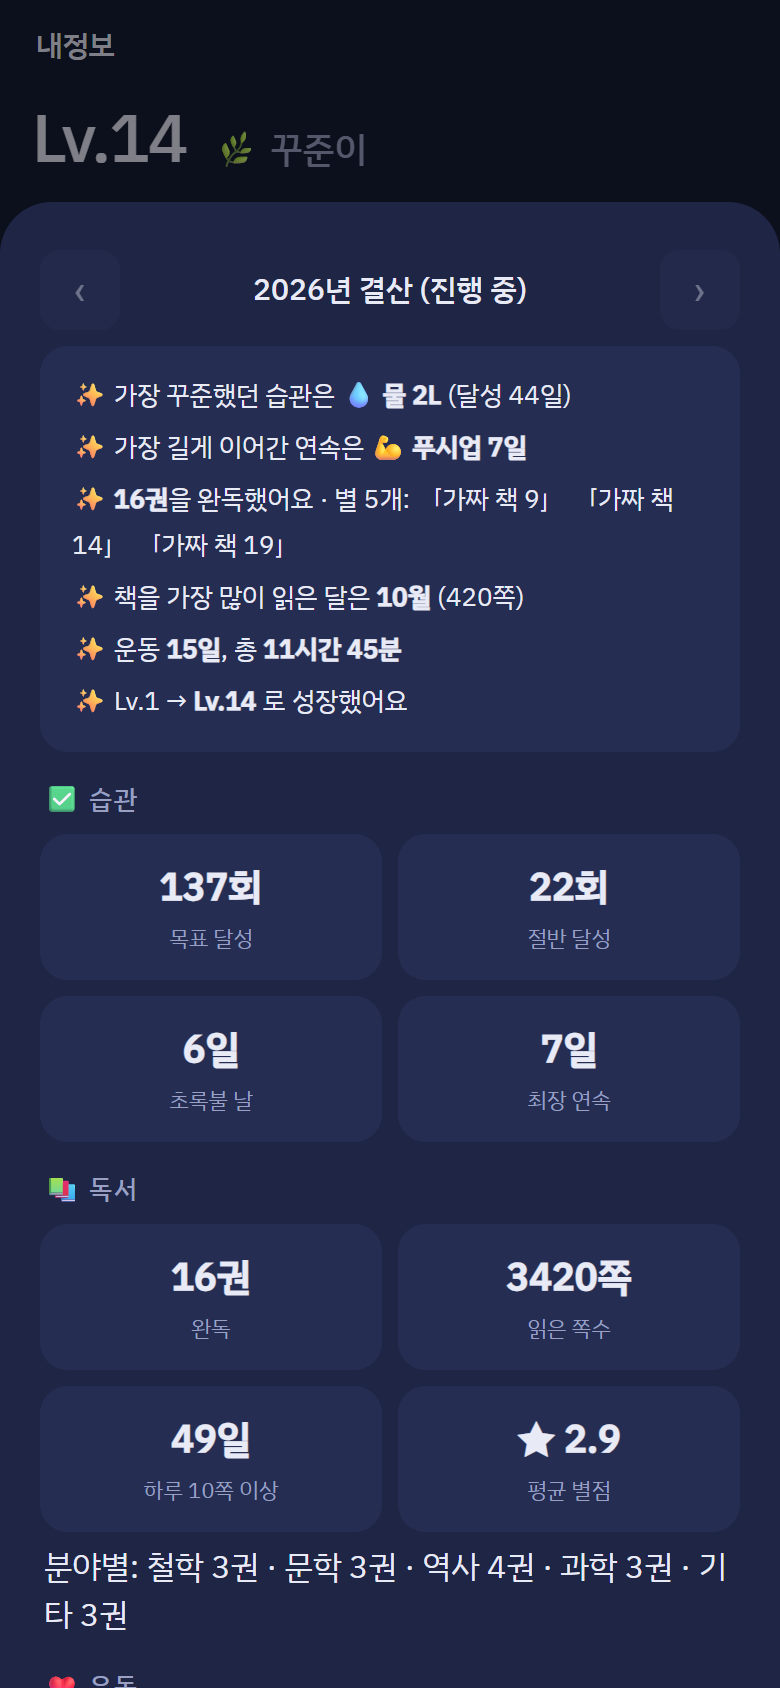 내정보
Lv.14 🌿 꾸준이
‹ 2026년 결산 (진행 중) ›
✨ 가장 꾸준했던 습관은 💧 물 2L (달성 44일)
✨ 가장 길게 이어간 연속은 💪 푸시업 7일
✨ 16권을 완독했어요 · 별 5개: 「가짜 책 9」 「가짜 책
14」 「가짜 책 19」
✨ 책을 가장 많이 읽은 달은 10월 (420쪽)
✨ 운동 15일, 총 11시간 45분
✨ Lv.1 → Lv.14 로 성장했어요
✅ 습관
137회 22회
목표 달성 절반 달성
6일 7일
초록불 날 최장 연속
📚 독서
16권 3420쪽
완독 읽은 쪽수
49일 ★ 2.9
하루 10쪽 이상 평균 별점
분야별: 철학 3권 · 문학 3권 · 역사 4권 · 과학 3권 · 기
타 3권